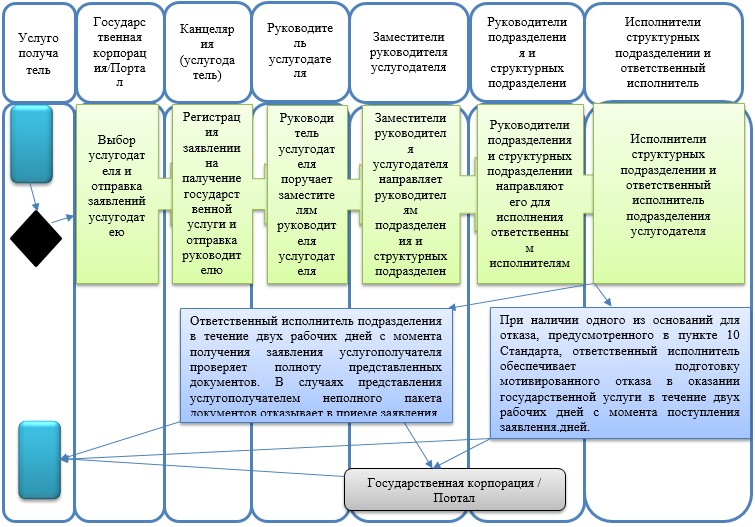 Услуго
получа
тель
Государс
твенная
корпорац
ия/Порта
л
Канцеляр
ия
(услугода
тель)
Руководите
ль
услугодате
ля
Заместители
руководителя
услугодателя
Руководители
подразделени
я и
структурных
подразделени
Исполнители
структурных
подразделении и
ответственный
исполнитель
Выбор
услугодат
еля и
отправка
заявлений
услугодат
ею
Регистрац
ия
заявлении
на
палучение
государст
венной
услуги и
отправка
руководит
елю
Руководи
тель
услугодат
еля
поручает
заместите
лям
руководит
еля
услугодат
еля
Заместители
руководител
я
услугодателя
направляет
руководител
ям
подразделен
ия и
структурных
подразделен
Руководители
подразделения
и структурных
подразделении
направляют
его для
исполнения
ответственны
м
исполнителям
Исполнители
структурных
подразделении и
ответственный
исполнитель
подразделения
услугодателя
Ответственный исполнитель подразделения
в течение двух рабочих дней с момента
получения заявления услугополучателя
проверяет полноту представленных
документов. В случаях представления
услугополучателем неполного пакета
документов отказывает в приеме заявления.
При наличии одного из оснований для
отказа, предусмотренного в пункте 10
Стандарта, ответственный исполнитель
обеспечивает подготовку
мотивированного отказа в оказании
государственной услуги в течение двух
рабочих дней с момента поступления
заявления.дней.
Государственная корпорация /
Портал